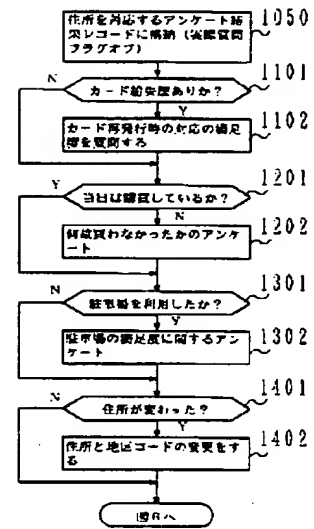 住所を対応するアンケート結
果レコードに格納（実際質問
フラグオフ）
1050
カード紛失歴ありか？
1101
N
Y
カード再発行時の対応の満足
度を質問する
1102
当日は購買しているか？
1201
Y
N
何故買わなかったかのアン
ケート
1202
駐車場を利用したか？
1301
N
Y
駐車場の満足度に関するアン
ケート
1302
住所が変わった？
1401
N
Y
住所と地区コードの変更をす
る
1402
図6へ